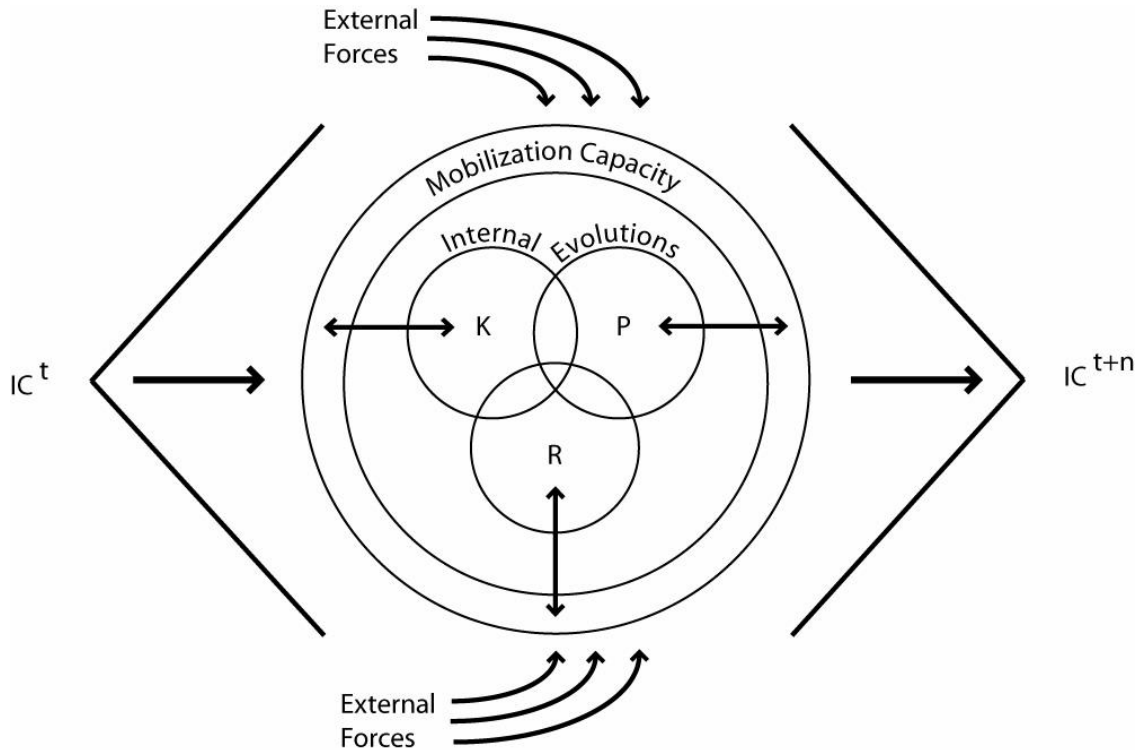 External
Forces
Mobilization Capacity
Internal Evolutions
K
P
IC t
IC t+n
R
External
Forces